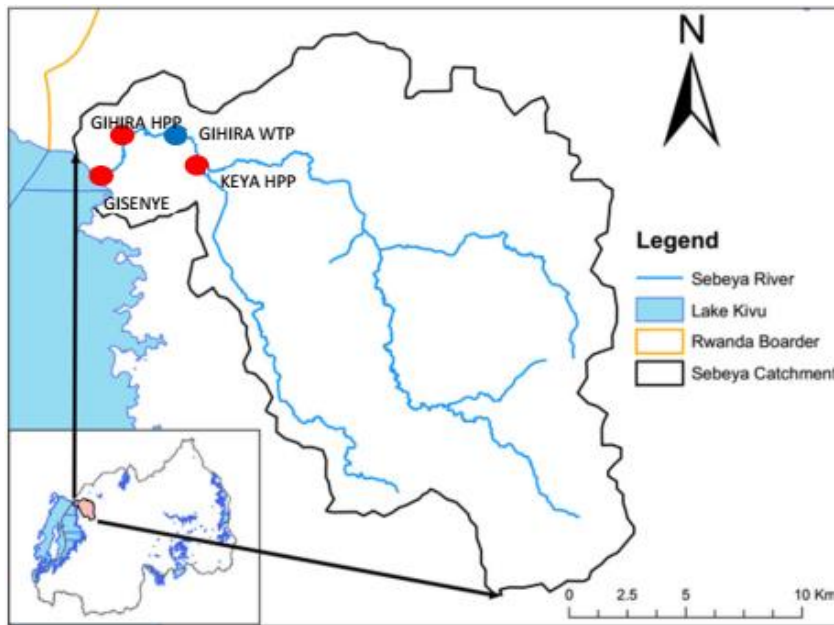 N
GIHIRA HPP
GIHIRA WTP
KEYA HPP
GISENYE
Legend
Sebeya River
Lake Kivu
Rwanda Boarder
Sebeya Catchment
0 2.5 5 10 Km